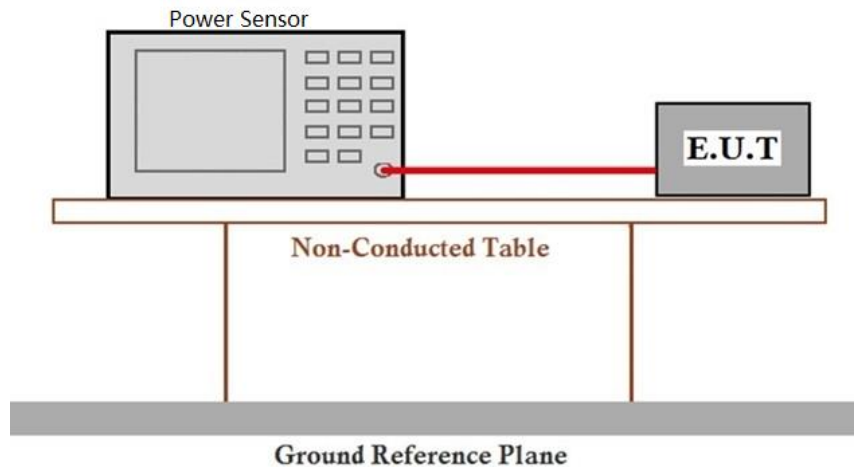 Power Sensor
E.U.T
Non-Conducted Table
Ground Reference Plane